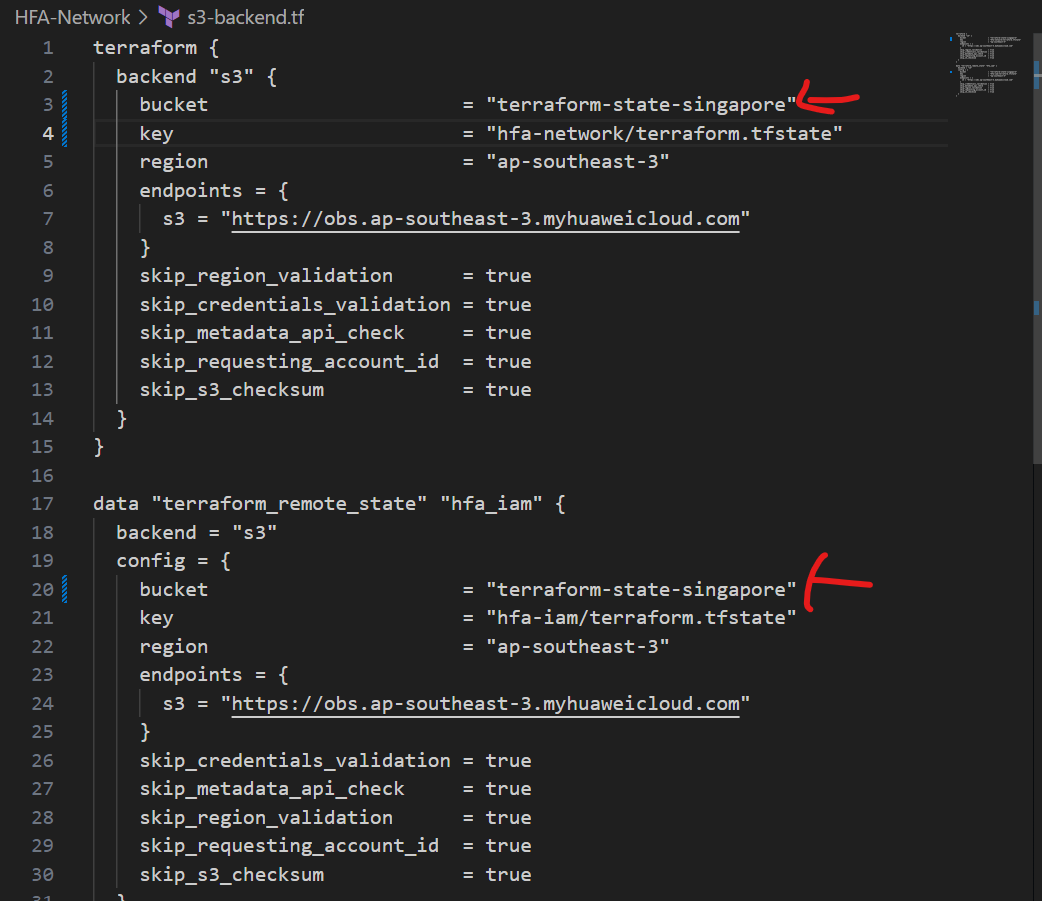 HFA-Network > s3-backend.tf
1 terraform {
2 backend "s3" {
3 bucket = "terraform-state-singapore"
4 key = "hfa-network/terraform.tfstate"
5 region = "ap-southeast-3"
6 endpoints = {
7 s3 = "https://obs.ap-southeast-3.myhuaweicloud.com"
8 }
9 skip_region_validation = true
10 skip_credentials_validation = true
11 skip_metadata_api_check = true
12 skip_requesting_account_id = true
13 skip_s3_checksum = true
14 }
15 }
16
17 data "terraform_remote_state" "hfa_iam" {
18 backend = "s3"
19 config = {
20 bucket = "terraform-state-singapore"
21 key = "hfa-iam/terraform.tfstate"
22 region = "ap-southeast-3"
23 endpoints = {
24 s3 = "https://obs.ap-southeast-3.myhuaweicloud.com"
25 }
26 skip_credentials_validation = true
27 skip_metadata_api_check = true
28 skip_region_validation = true
29 skip_requesting_account_id = true
30 skip_s3_checksum = true
31 }